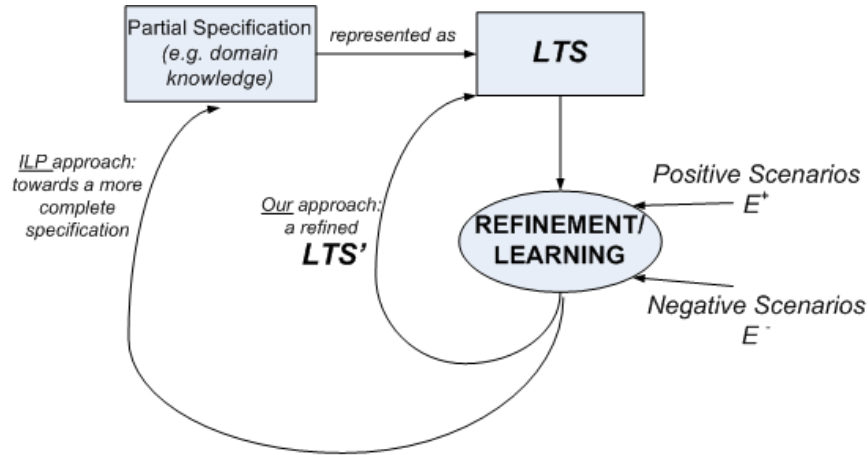 Partial Specification
(e.g. domain
knowledge)
represented as
LTS
ILP approach:
towards a more
complete
specification
Our approach:
a refined
LTS'
Positive Scenarios
E+
REFINEMENT/
LEARNING
Negative Scenarios
E -